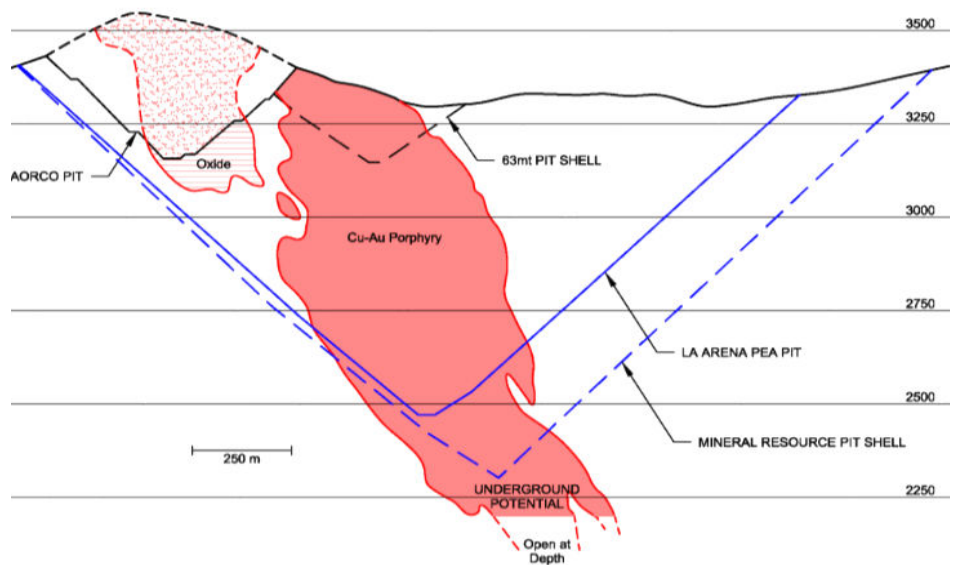 3500
3250
63mt PIT SHELL
AORCO PIT
Oxide
3000
Cu-Au Porphyry
2750
LA ARENA PEA PIT
2500
MINERAL RESOURCE PIT SHELL
250 m
UNDERGROUND
POTENTIAL
2250
Open at
Depth